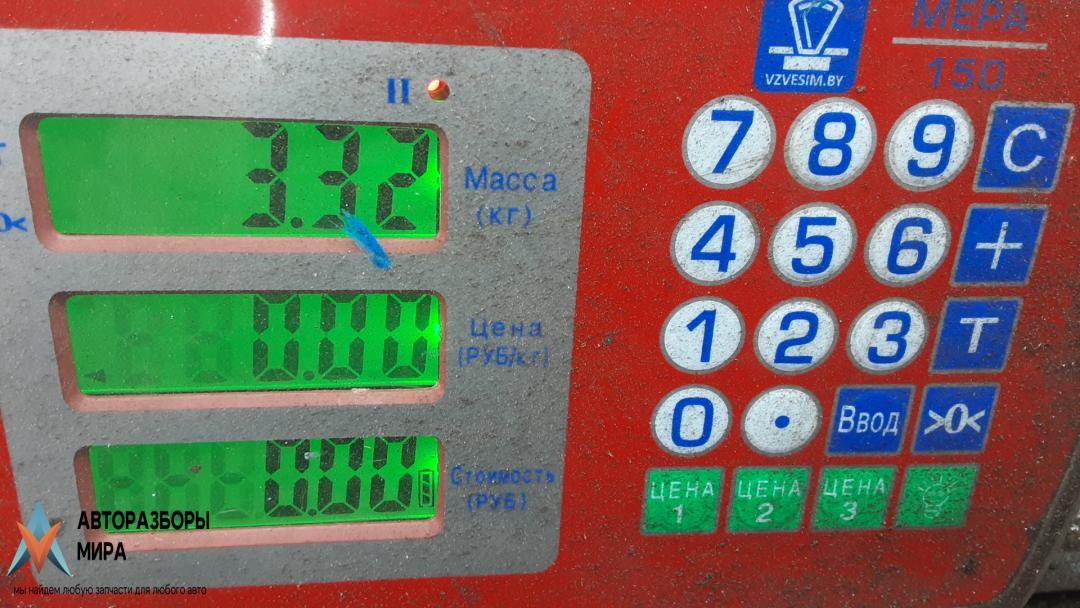 МЕРА
150
VZVESIM.BY
II
3.32
Масса
(кг)
0<
0.00
Цена
(РУБ/кг)
0.00
Стоимость
(РУБ)
7 8 9 C
4 5 6 +
1 2 3 T
0 . Ввод >0<
ЦЕНА 1
ЦЕНА 2
ЦЕНА 3
АВТОРАЗБОРЫ
МИРА
мы найдем любую запчасти для любого авто